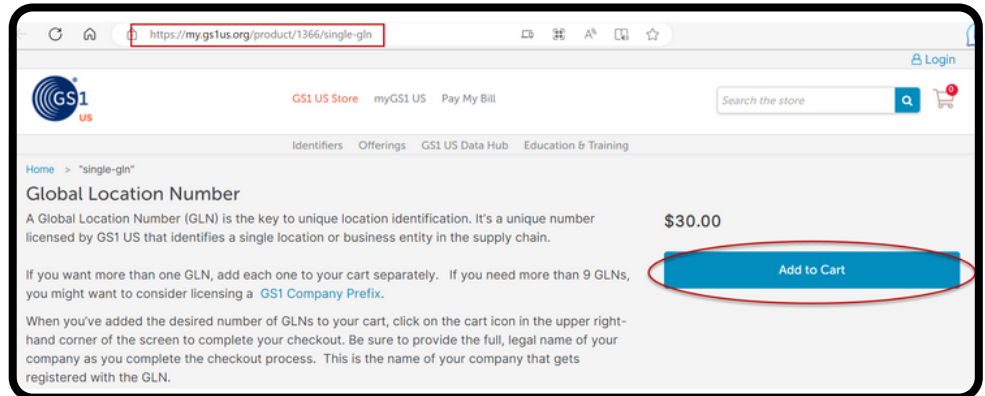 https://my.gs1us.org/product/1366/single-gln
Login
GS1
US
GS1 US Store myGS1 US Pay My Bill
Search the store
0
Identifiers Offerings GS1 US Data Hub Education & Training
Home > "single-gln"
Global Location Number
A Global Location Number (GLN) is the key to unique location identification. It's a unique number
licensed by GS1 US that identifies a single location or business entity in the supply chain.
$30.00
Add to Cart
If you want more than one GLN, add each one to your cart separately. If you need more than 9 GLNs,
you might want to consider licensing a GS1 Company Prefix.
When you've added the desired number of GLNs to your cart, click on the cart icon in the upper right-
hand corner of the screen to complete your checkout. Be sure to provide the full, legal name of your
company as you complete the checkout process. This is the name of your company that gets
registered with the GLN.